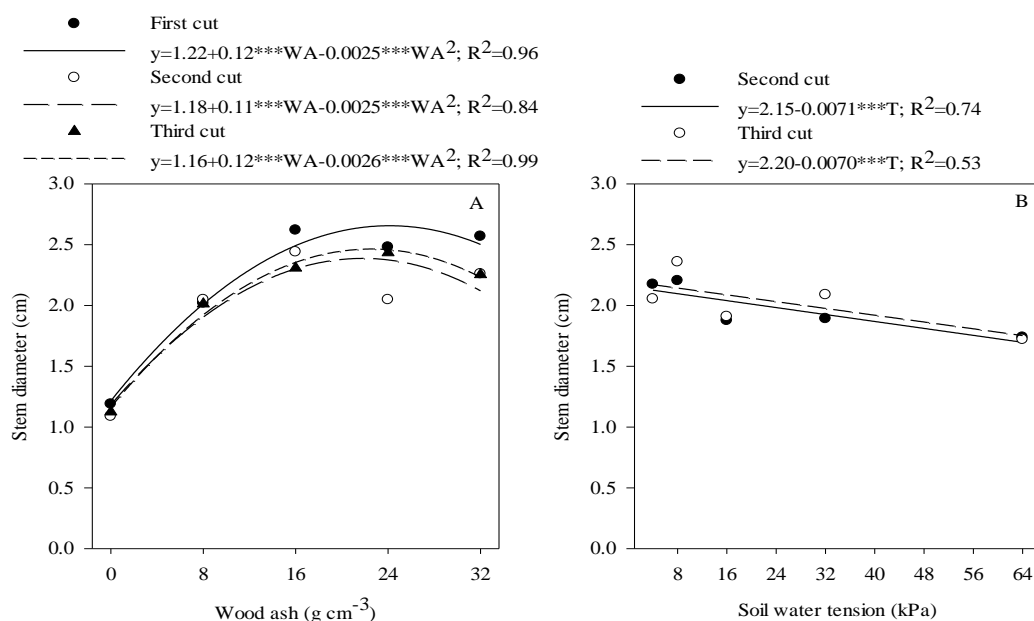 First cut
y=1.22+0.12***WA-0.0025***WA²; R²=0.96
Second cut
y=1.18+0.11***WA-0.0025***WA²; R²=0.84
Third cut
y=1.16+0.12***WA-0.0026***WA²; R²=0.99
A
Stem diameter (cm)
3.0
2.5
2.0
1.5
1.0
0.5
0.0
0 8 16 24 32
Wood ash (g cm⁻³)
Second cut
y=2.15-0.0071***T; R²=0.74
Third cut
y=2.20-0.0070***T; R²=0.53
B
Stem diameter (cm)
3.0
2.5
2.0
1.5
1.0
0.5
0.0
8 16 24 32 40 48 56 64
Soil water tension (kPa)